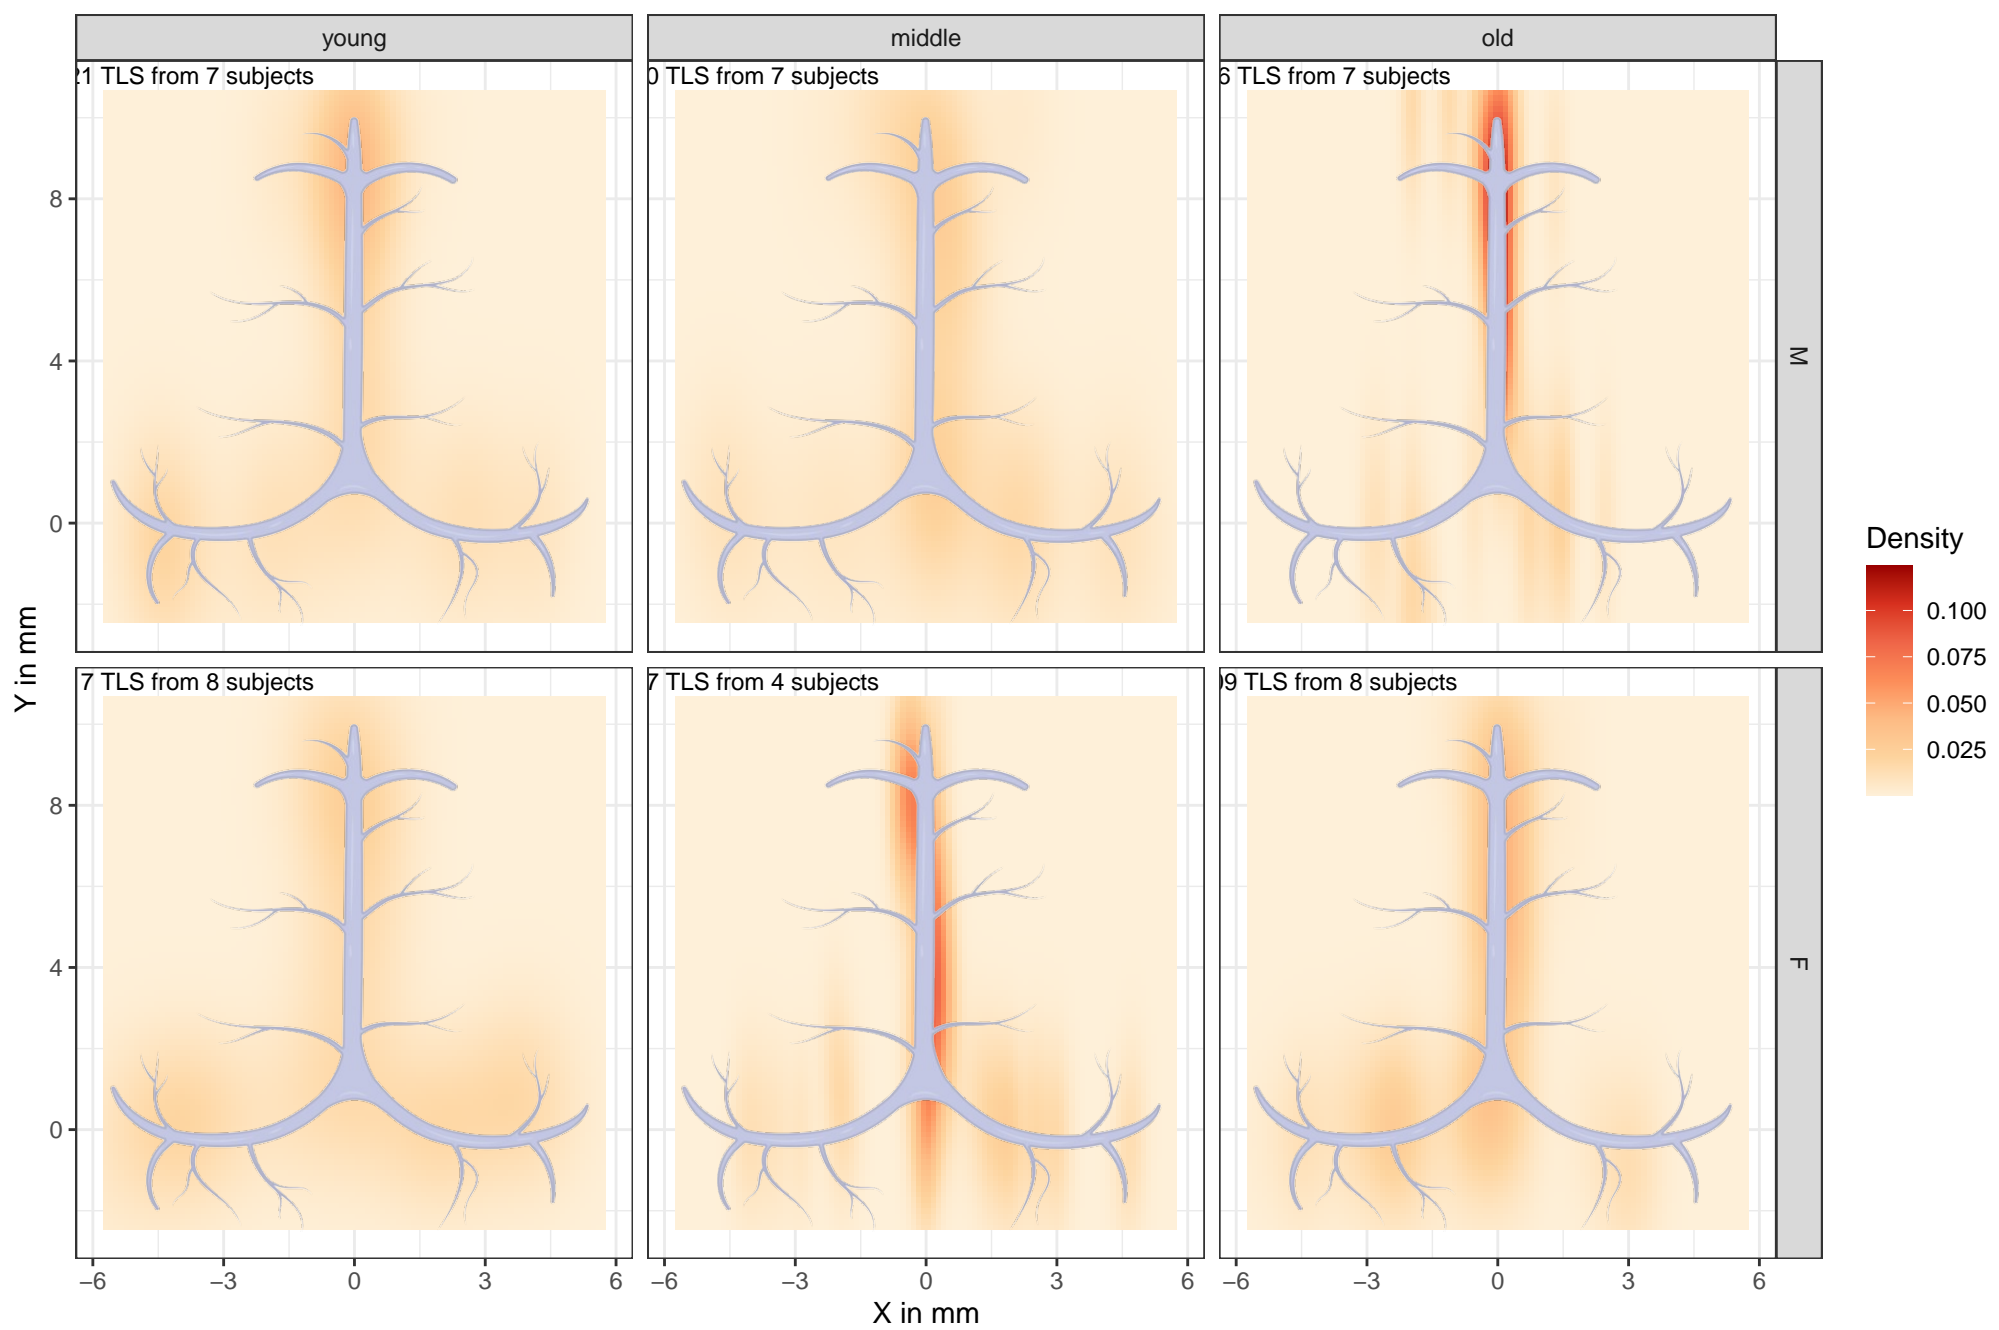 young middle old
21 TLS from 7 subjects
0 TLS from 7 subjects
6 TLS from 7 subjects
M
7 TLS from 8 subjects
7 TLS from 4 subjects
09 TLS from 8 subjects
F
8
4
0
8
4
0
Y in mm
−6 −3 0 3 6
−6 −3 0 3 6
−6 −3 0 3 6
X in mm
Density
0.100
0.075
0.050
0.025